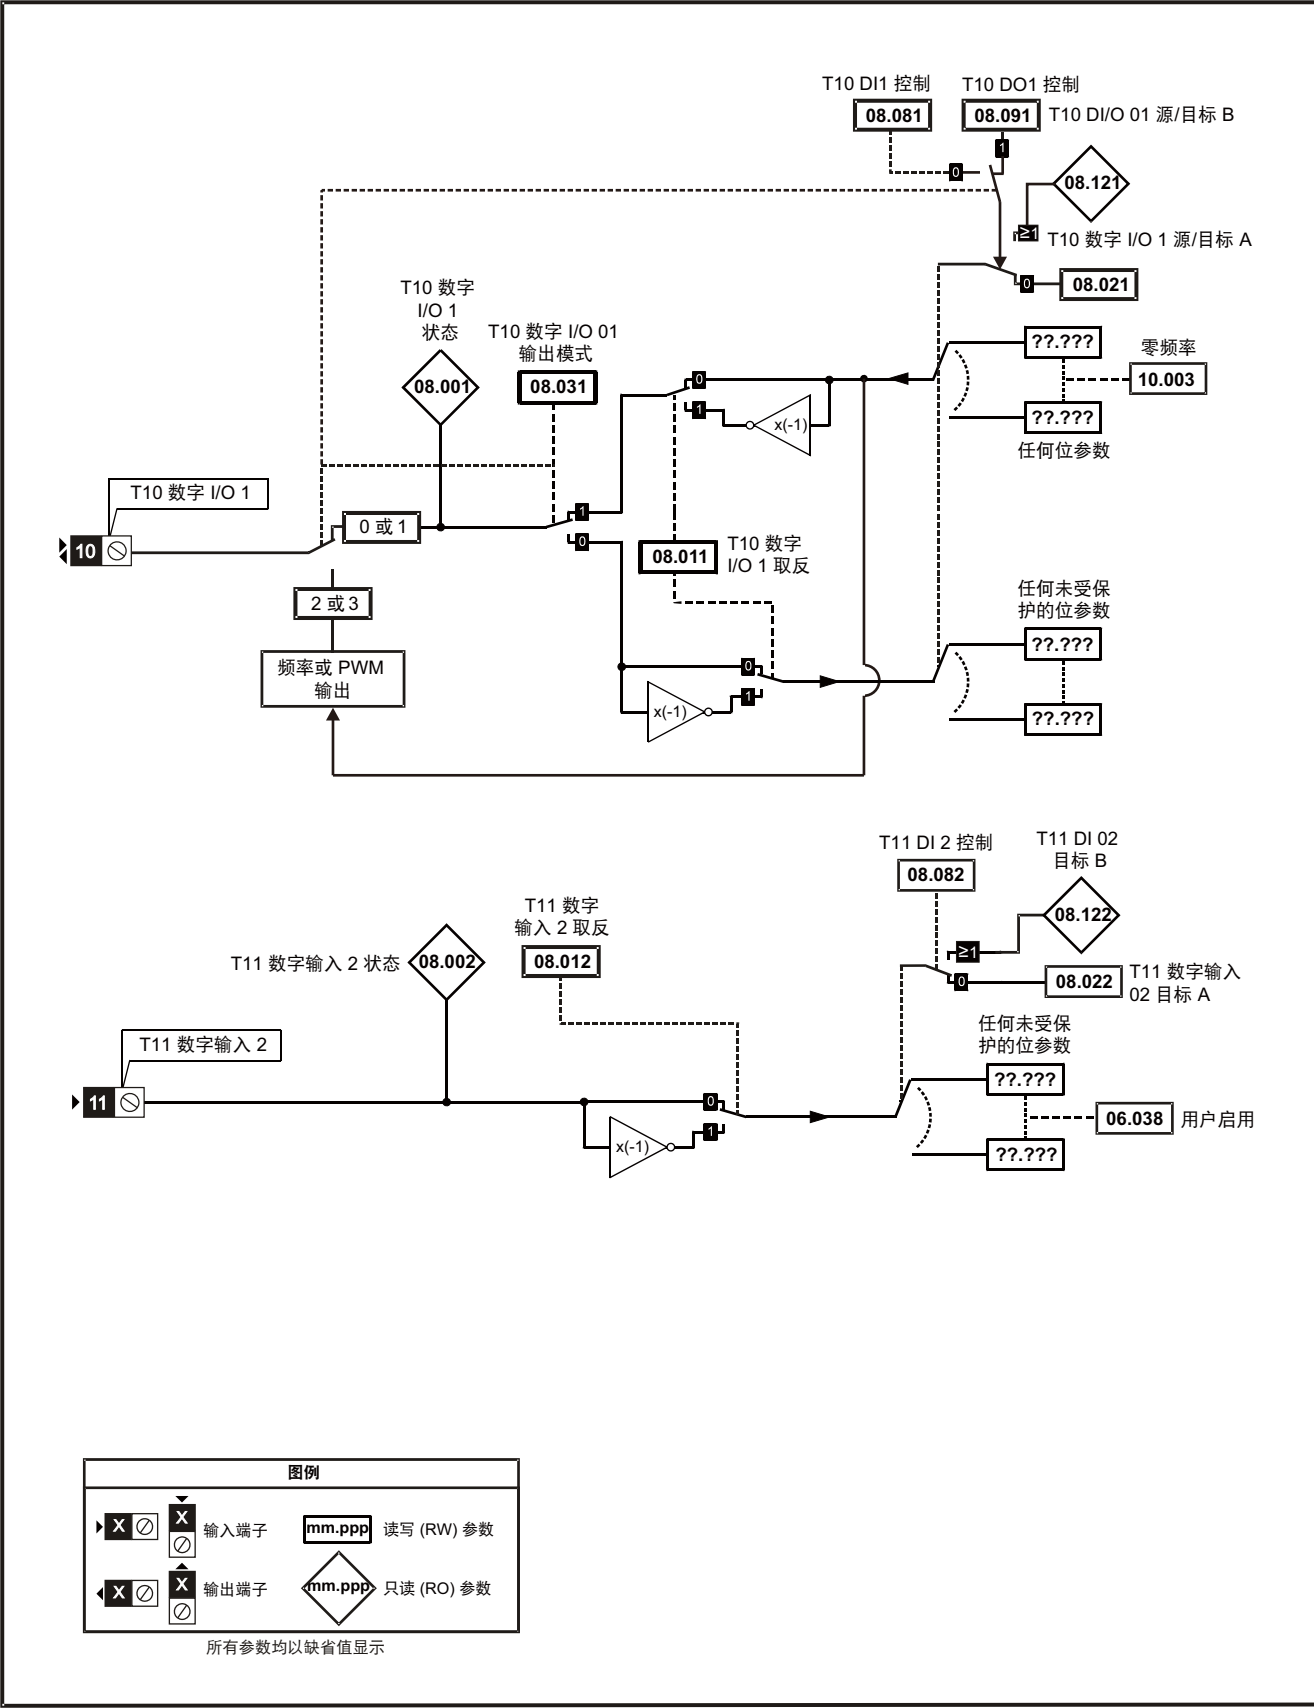 T10 DI1 控制
T10 DO1 控制
08.081
08.091
T10 DI/O 01 源/目标 B
1
0
08.121
≥1
T10 数字 I/O 1 源/目标 A
0
08.021
T10 数字
I/O 1
状态
08.001
T10 数字 I/O 01
输出模式
08.031
0
1
x(-1)
??.???
零频率
10.003
??.???
任何位参数
T10 数字 I/O 1
10
0 或 1
1
0
08.011
T10 数字
I/O 1 取反
2 或 3
频率或 PWM
输出
任何未受保
护的位参数
??.???
0
1
x(-1)
??.???
T11 DI 2 控制
08.082
T11 DI 02
目标 B
08.122
≥1
0
08.022
T11 数字输入
02 目标 A
T11 数字
输入 2 取反
08.012
T11 数字输入 2 状态
08.002
T11 数字输入 2
11
0
1
x(-1)
任何未受保
护的位参数
??.???
06.038
用户启用
??.???
图例
X
X
输入端子
mm.ppp
读写 (RW) 参数
X
X
输出端子
mm.ppp
只读 (RO) 参数
所有参数均以缺省值显示